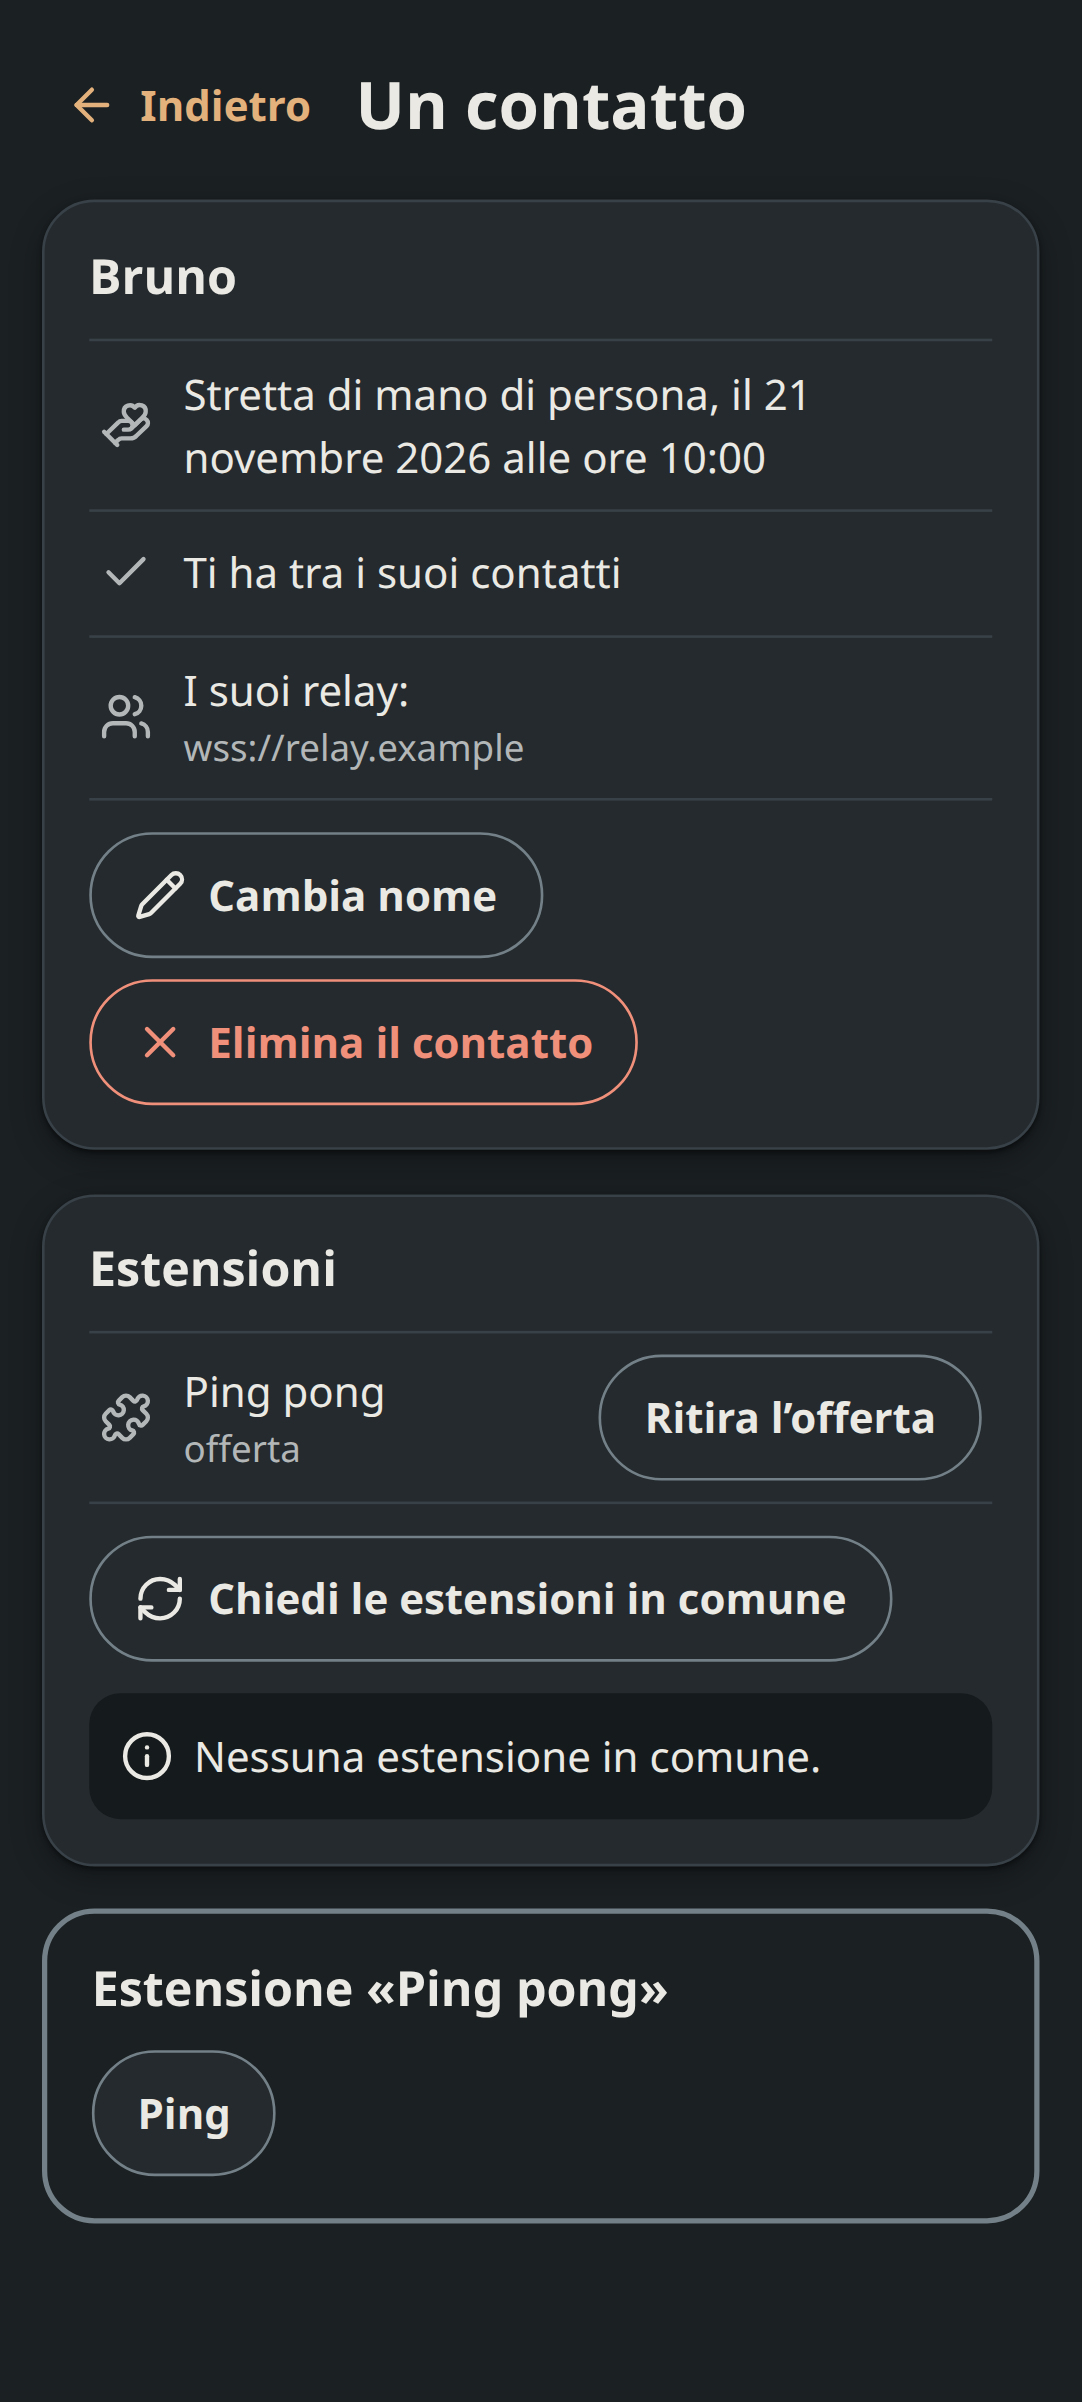 Indietro
Un contatto
Bruno
Stretta di mano di persona, il 21
novembre 2026 alle ore 10:00
Ti ha tra i suoi contatti
I suoi relay:
wss://relay.example
Cambia nome
Elimina il contatto
Estensioni
Ping pong
offerta
Ritira l’offerta
Chiedi le estensioni in comune
Nessuna estensione in comune.
Estensione «Ping pong»
Ping